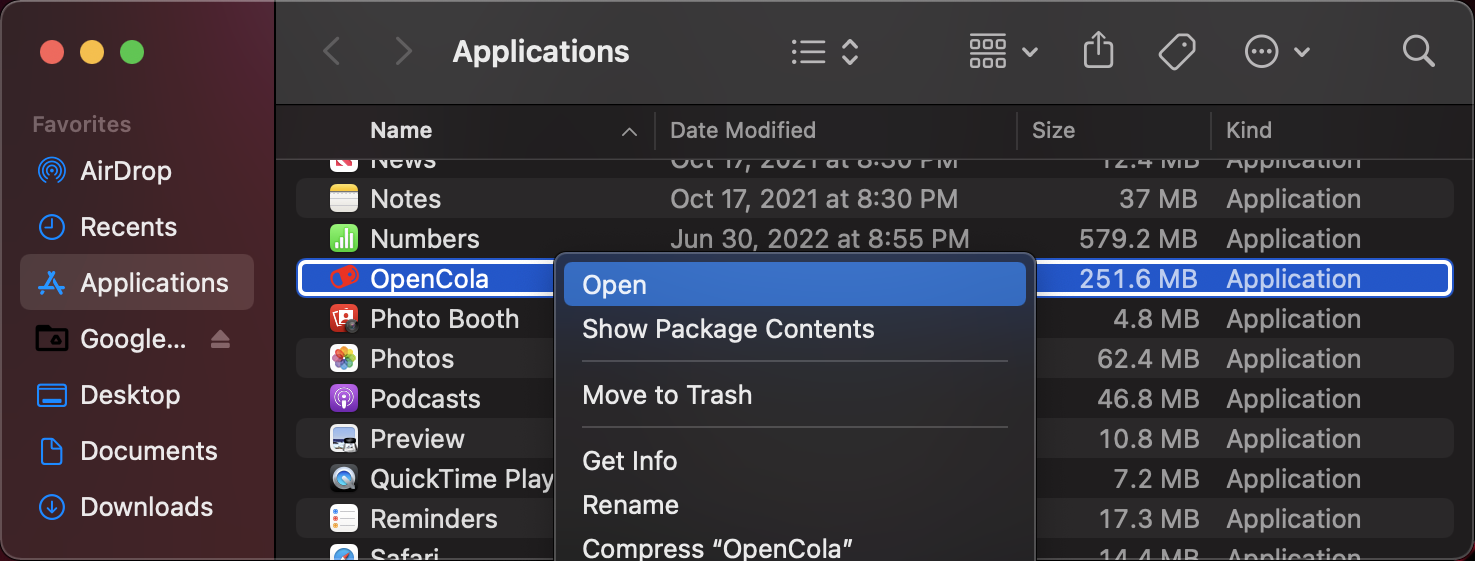 Applications
Favorites
AirDrop
Recents
Applications
Google...
Desktop
Documents
Downloads
Name Date Modified Size Kind
News Oct 17, 2021 at 8:30 PM 12.4 MB Application
Notes Oct 17, 2021 at 8:30 PM 37 MB Application
Numbers Jun 30, 2022 at 8:55 PM 579.2 MB Application
OpenCola 251.6 MB Application
Photo Booth 4.8 MB Application
Photos 62.4 MB Application
Podcasts 46.8 MB Application
Preview 10.8 MB Application
QuickTime Play 7.2 MB Application
Reminders 17.3 MB Application
Safari 14.4 MB Application
Open
Show Package Contents
Move to Trash
Get Info
Rename
Compress “OpenCola”